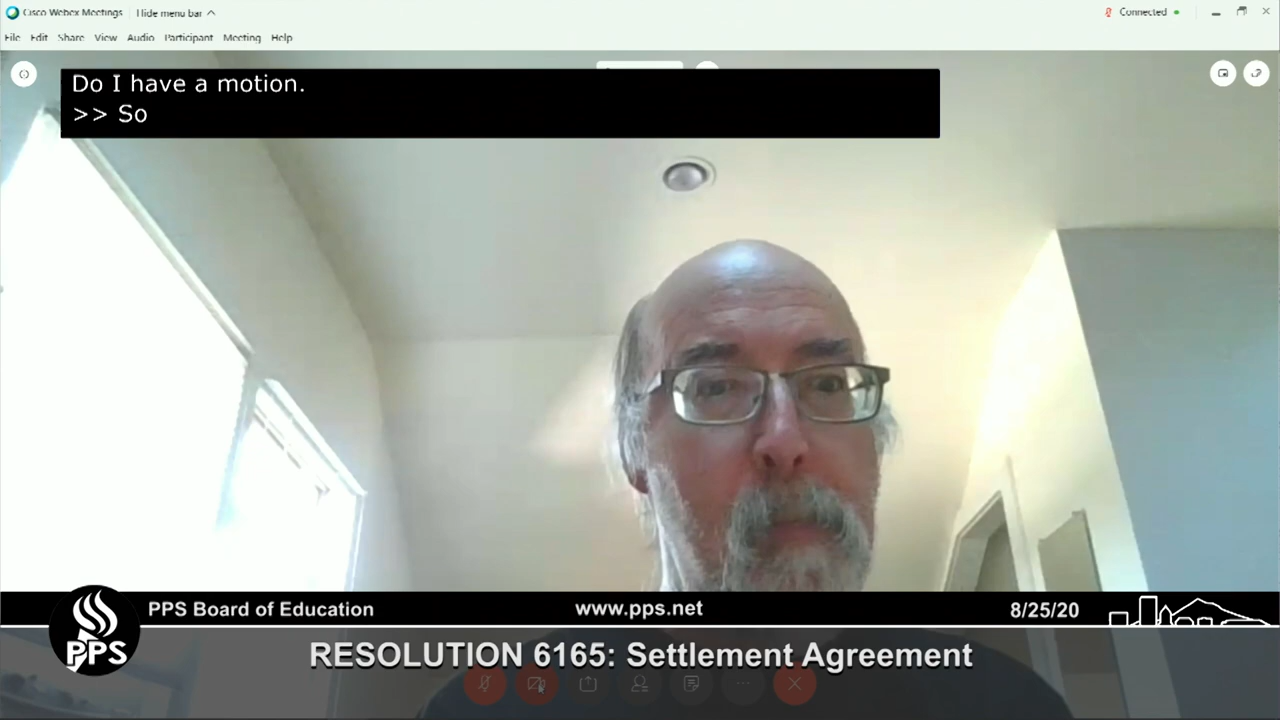 Cisco Webex Meetings Hide menu bar Connected
File Edit Share View Audio Participant Meeting Help
Do I have a motion.
>> So
PPS Board of Education www.pps.net 8/25/20
PPS
RESOLUTION 6165: Settlement Agreement